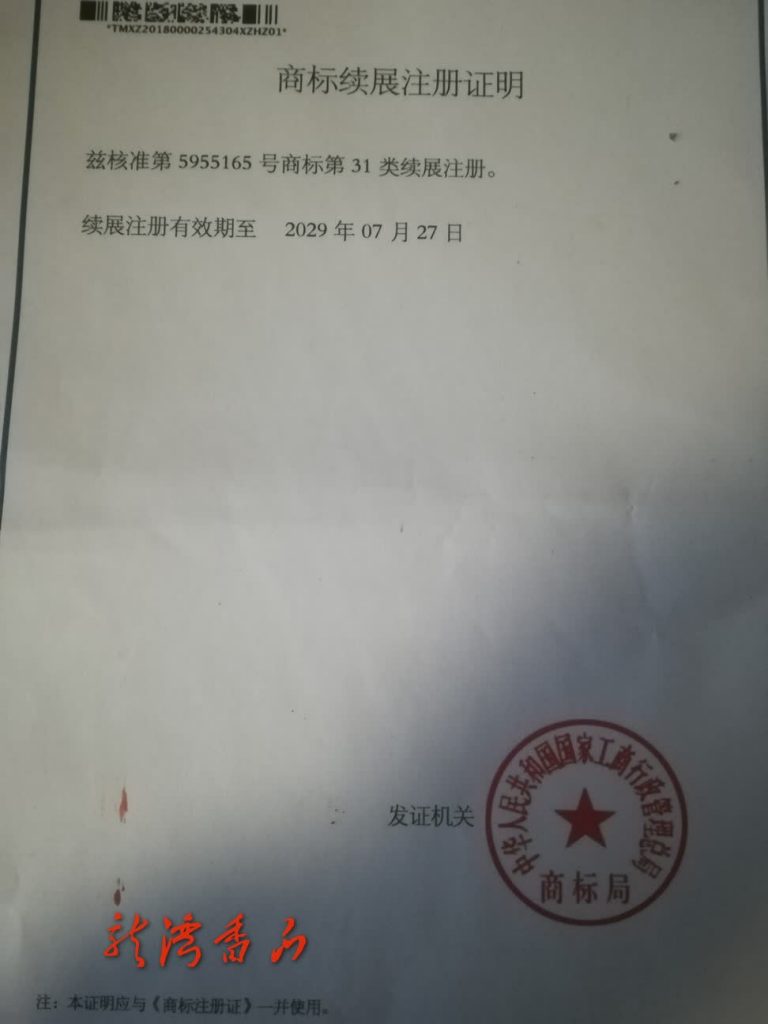 *TMXZ20180000254304XZHZ01*
商标续展注册证明
兹核准第 5955165 号商标第 31 类续展注册。
续展注册有效期至 2029 年 07 月 27 日
发证机关
中华人民共和国国家工商行政管理总局
商标局
龙湾香石
注：本证明应与《商标注册证》一并使用。